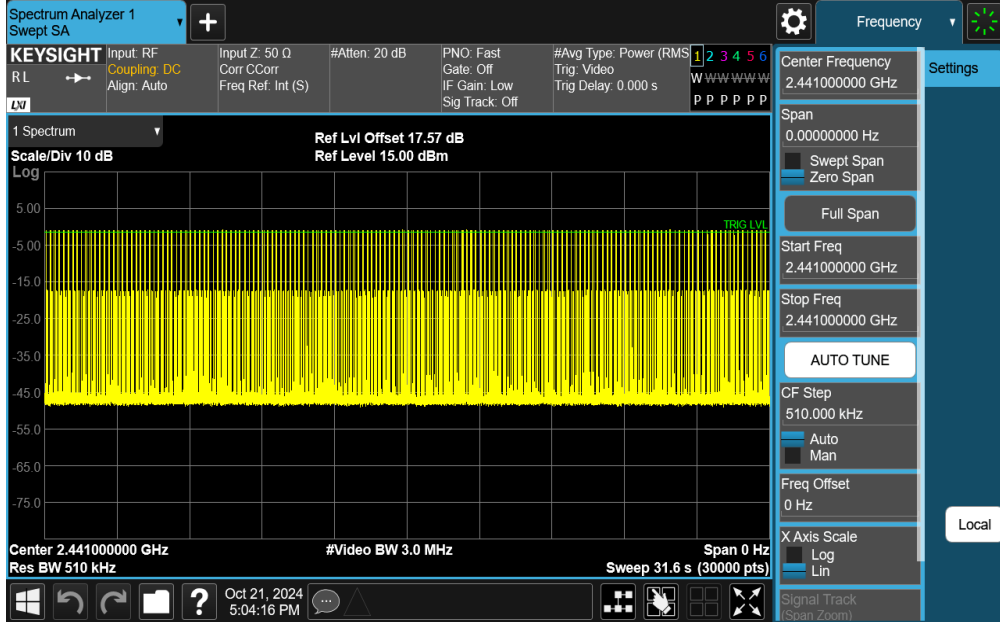 Spectrum Analyzer 1
Swept SA
Frequency
KEYSIGHT
RL
LXI
Input: RF
Coupling: DC
Align: Auto
Input Z: 50 Ω
Corr CCorr
Freq Ref: Int (S)
#Atten: 20 dB
PNO: Fast
Gate: Off
IF Gain: Low
Sig Track: Off
#Avg Type: Power (RMS
Trig: Video
Trig Delay: 0.000 s
1 2 3 4 5 6
W W W W W W
P P P P P P
1 Spectrum
Scale/Div 10 dB
Ref Lvl Offset 17.57 dB
Ref Level 15.00 dBm
Log
5.00
-5.00
-15.0
-25.0
-35.0
-45.0
-55.0
-65.0
-75.0
TRIG LVL
Center 2.441000000 GHz
Res BW 510 kHz
#Video BW 3.0 MHz
Span 0 Hz
Sweep 31.6 s (30000 pts)
Center Frequency
2.441000000 GHz
Span
0.00000000 Hz
Swept Span
Zero Span
Full Span
Start Freq
2.441000000 GHz
Stop Freq
2.441000000 GHz
AUTO TUNE
CF Step
510.000 kHz
Auto
Man
Freq Offset
0 Hz
X Axis Scale
Log
Lin
Signal Track
(Span Zoom)
Settings
Local
Oct 21, 2024
5:04:16 PM